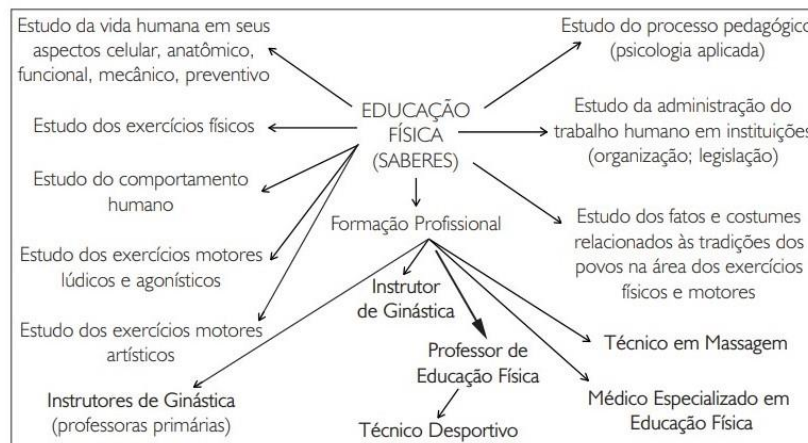 Estudo da vida humana em seus
aspectos celular, anatômico,
funcional, mecânico, preventivo
Estudo dos exercícios físicos
Estudo do comportamento
humano
Estudo dos exercícios motores
lúdicos e agonísticos
Estudo dos exercícios motores
artísticos
Instrutores de Ginástica
(professoras primárias)
EDUCAÇÃO
FÍSICA
(SABERES)
Formação Profissional
Instrutor
de Ginástica
Professor de
Educação Física
Técnico Desportivo
Estudo do processo pedagógico
(psicologia aplicada)
Estudo da administração do
trabalho humano em instituições
(organização; legislação)
Estudo dos fatos e costumes
relacionados às tradições dos
povos na área dos exercícios
físicos e motores
Técnico em Massagem
Médico Especializado em
Educação Física